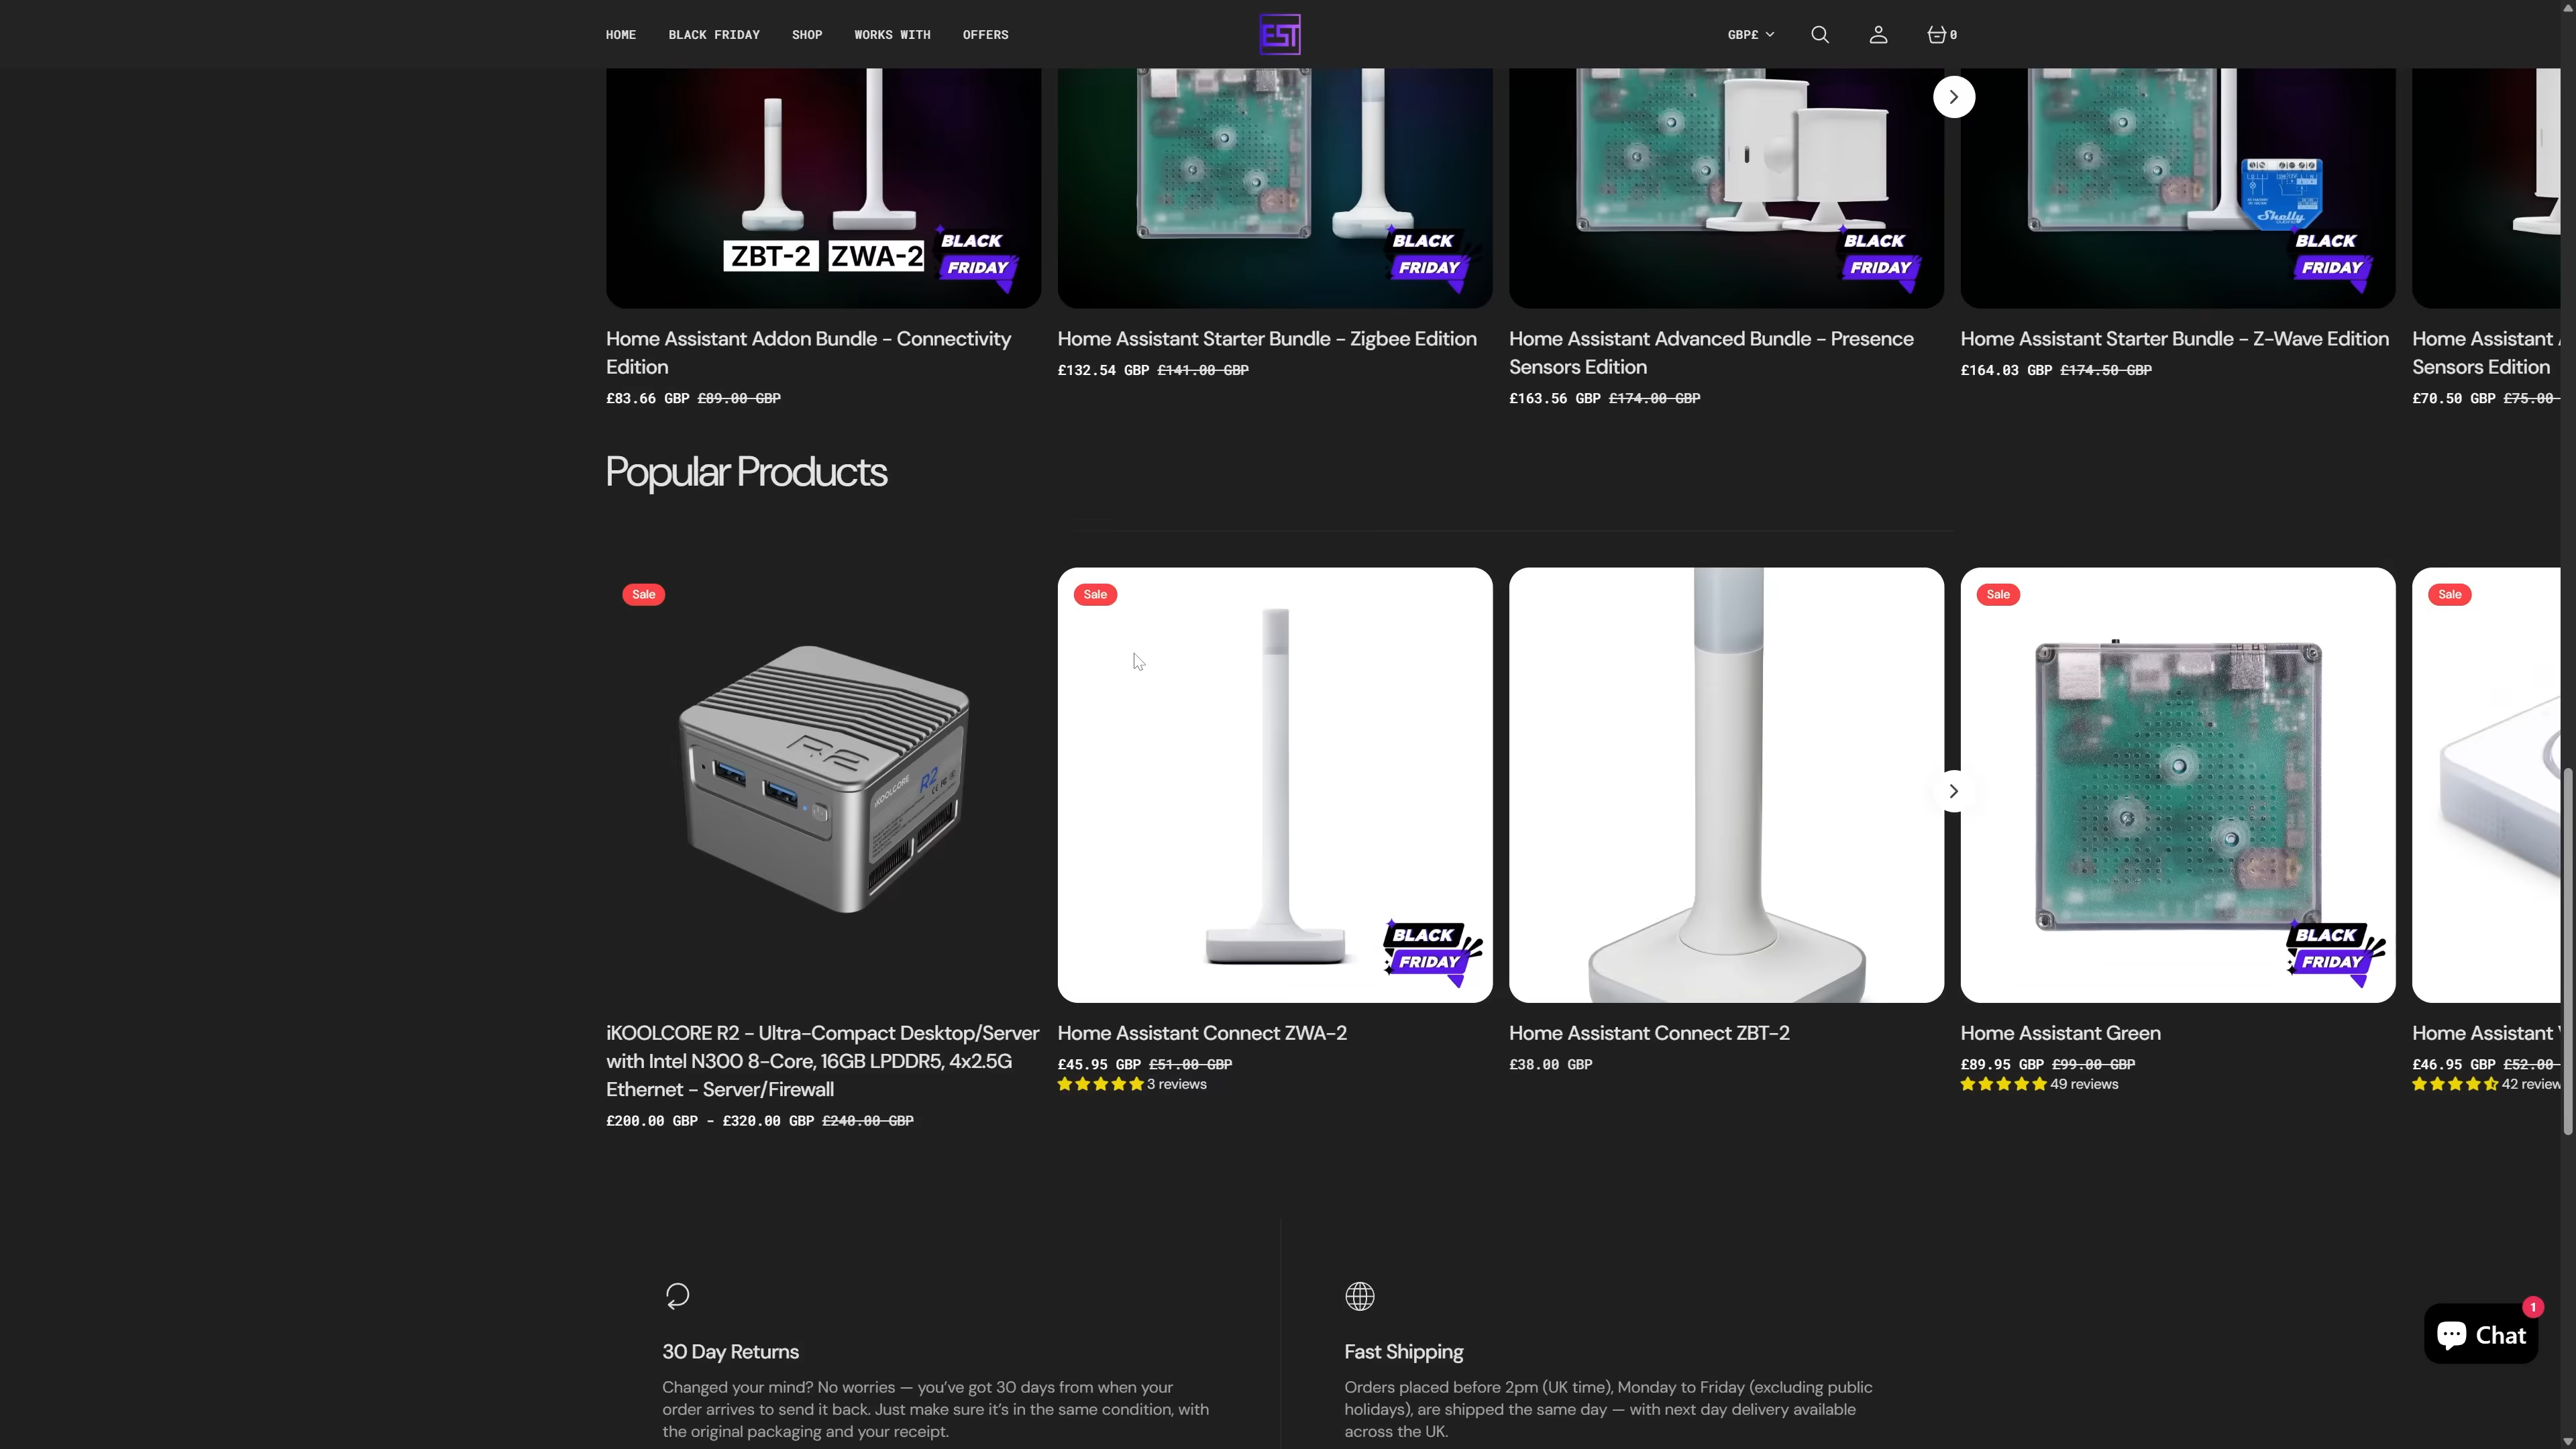 HOME
BLACK FRIDAY
SHOP
WORKS WITH
OFFERS
EST
GBP£
0
ZBT-2
ZWA-2
BLACK
FRIDAY
BLACK
FRIDAY
BLACK
FRIDAY
Shelly
BLACK
FRIDAY
Home Assistant Addon Bundle - Connectivity
Edition
£83.66 GBP £89.00 GBP
Home Assistant Starter Bundle - Zigbee Edition
£132.54 GBP £141.00 GBP
Home Assistant Advanced Bundle - Presence
Sensors Edition
£163.56 GBP £174.00 GBP
Home Assistant Starter Bundle - Z-Wave Edition
£164.03 GBP £174.50 GBP
Home Assistant
Sensors Edition
£70.50 GBP £75.00
Popular Products
Sale
R2
iKOOLCORE R2
Sale
BLACK
FRIDAY
Sale
BLACK
FRIDAY
Sale
iKOOLCORE R2 - Ultra-Compact Desktop/Server
with Intel N300 8-Core, 16GB LPDDR5, 4x2.5G
Ethernet - Server/Firewall
£200.00 GBP - £320.00 GBP £240.00 GBP
Home Assistant Connect ZWA-2
£45.95 GBP £51.00 GBP
3 reviews
Home Assistant Connect ZBT-2
£38.00 GBP
Home Assistant Green
£89.95 GBP £99.00 GBP
49 reviews
Home Assistant
£46.95 GBP £52.00
42 review
30 Day Returns
Changed your mind? No worries — you've got 30 days from when your
order arrives to send it back. Just make sure it's in the same condition, with
the original packaging and your receipt.
Fast Shipping
Orders placed before 2pm (UK time), Monday to Friday (excluding public
holidays), are shipped the same day — with next day delivery available
across the UK.
1
Chat